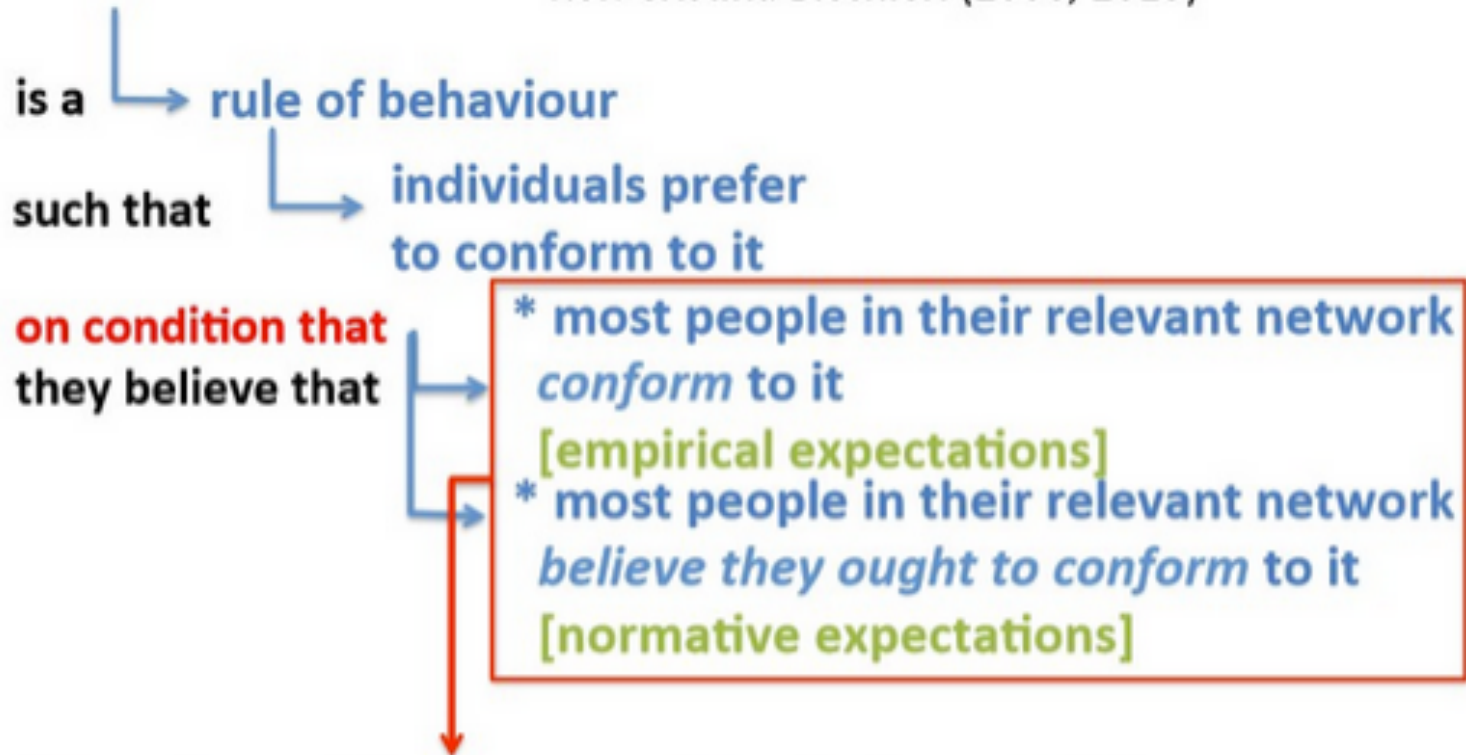 is a rule of behaviour
such that individuals prefer
to conform to it
on condition that
they believe that
* most people in their relevant network
conform to it
[empirical expectations]
* most people in their relevant network
believe they ought to conform to it
[normative expectations]